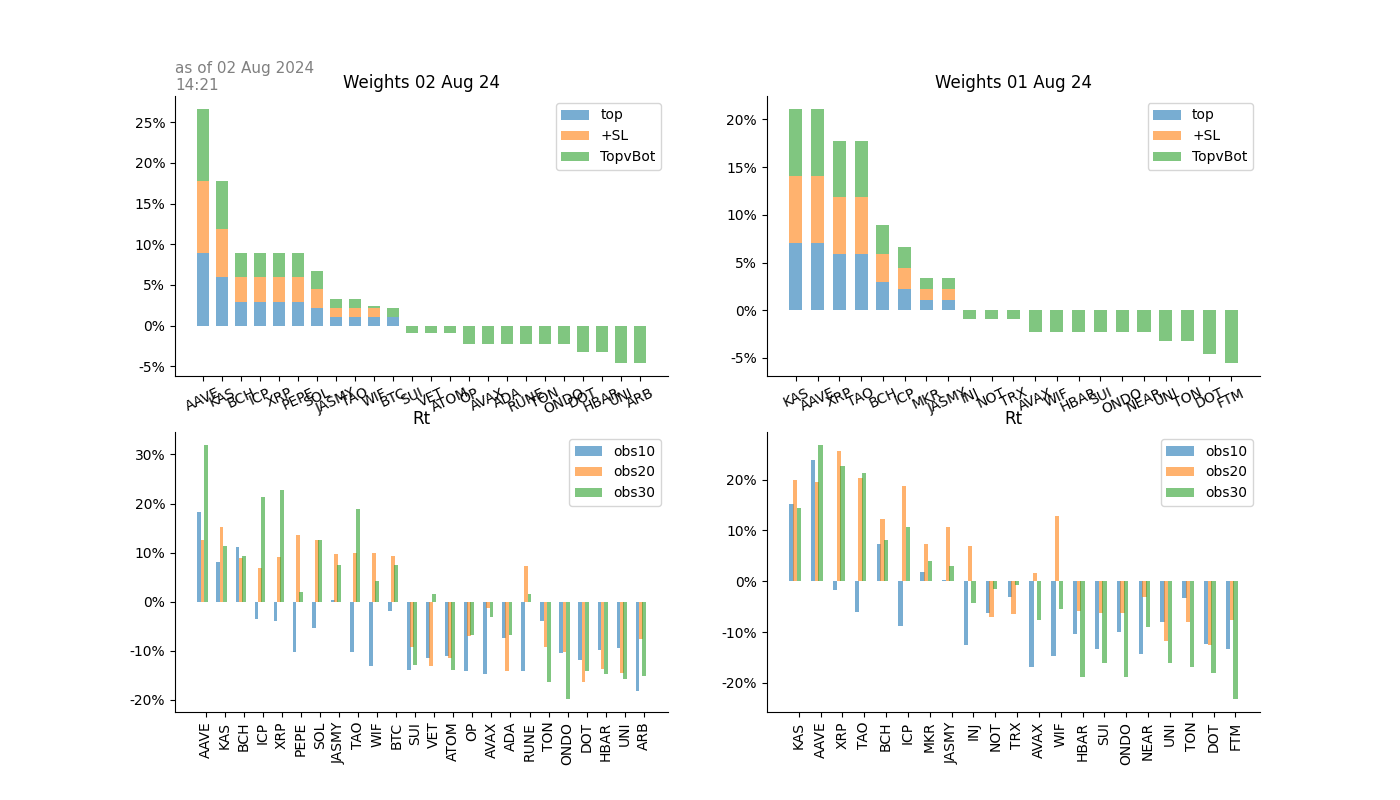 as of 02 Aug 2024
14:21
Weights 02 Aug 24
top
+SL
TopvBot
25%
20%
15%
10%
5%
0%
-5%
AAVE KAS BCH ICP XRP PEPE SOL JASMY TAO WIF BTC SUI VET ATOM OP AVAX ADA RUNE TON ONDO DOT HBAR UNI ARB
Weights 01 Aug 24
top
+SL
TopvBot
20%
15%
10%
5%
0%
-5%
KAS AAVE XRP TAO BCH ICP MKR JASMY INJ NOT TRX AVAX WIF HBAR SUI ONDO NEAR UNI TON DOT FTM
Rt
obs10
obs20
obs30
30%
20%
10%
0%
-10%
-20%
AAVE KAS BCH ICP XRP PEPE SOL JASMY TAO WIF BTC SUI VET ATOM OP AVAX ADA RUNE TON ONDO DOT HBAR UNI ARB
Rt
obs10
obs20
obs30
20%
10%
0%
-10%
-20%
KAS AAVE XRP TAO BCH ICP MKR JASMY INJ NOT TRX AVAX WIF HBAR SUI ONDO NEAR UNI TON DOT FTM